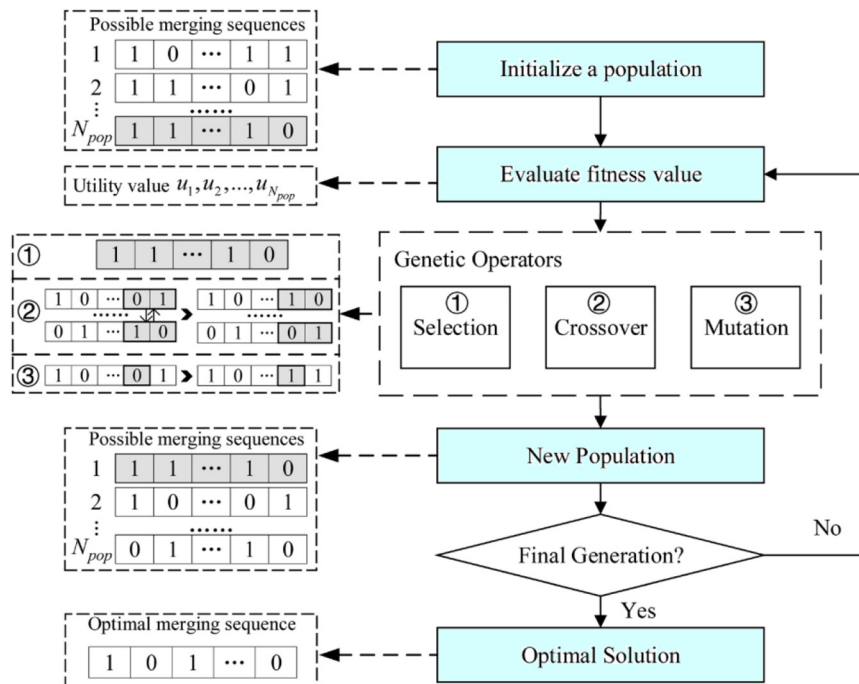 Possible merging sequences
1 1 0 ··· 1 1
2 1 1 ··· 0 1
⋮ ······
N_pop 1 1 ··· 1 0
Initialize a population
Utility value u_1, u_2, ..., u_{N_pop}
Evaluate fitness value
① 1 1 ··· 1 0
② 1 0 ··· 0 1 1 0 ··· 1 0
······ ······
0 1 ··· 1 0 0 1 ··· 0 1
③ 1 0 ··· 0 1 1 0 ··· 1 1
Genetic Operators
① ② ③
Selection Crossover Mutation
Possible merging sequences
1 1 1 ··· 1 0
2 1 0 ··· 0 1
⋮ ······
N_pop 0 1 ··· 1 0
New Population
Final Generation?
No
Yes
Optimal merging sequence
1 0 1 ··· 0
Optimal Solution